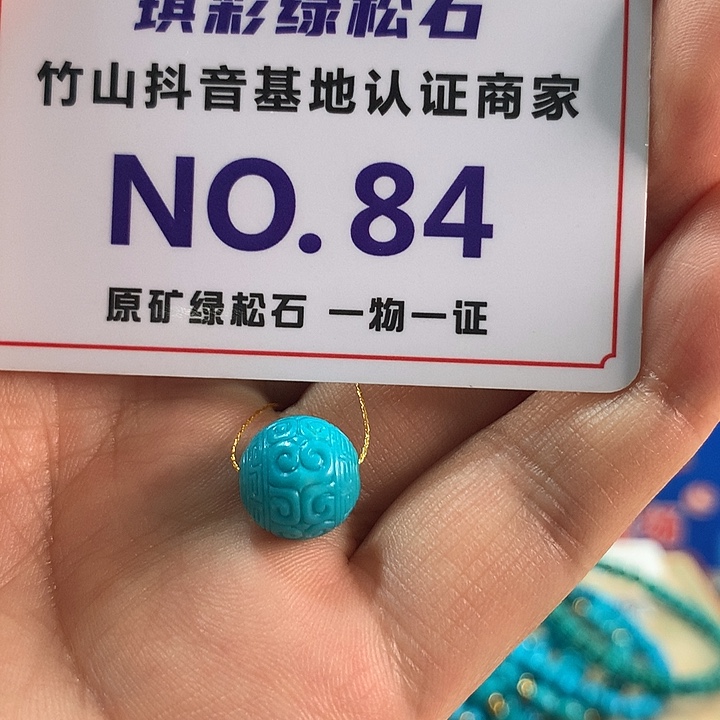 琪彩绿松石
竹山抖音基地认证商家
NO.84
原矿绿松石 一物一证